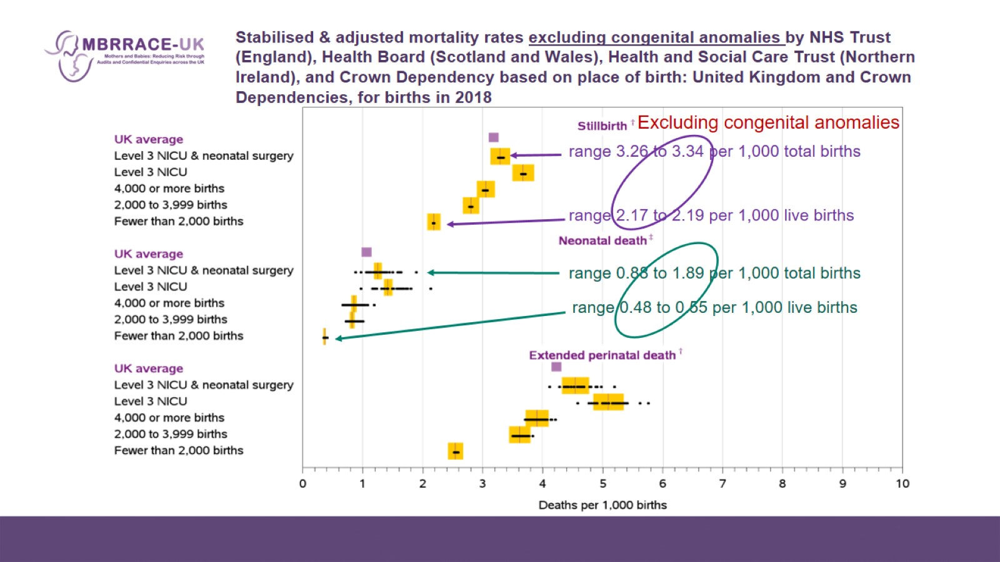 MBRRACE-UK
Mothers and Babies: Reducing Risk through
Audits and Confidential Enquiries across the UK
Stabilised & adjusted mortality rates excluding congenital anomalies by NHS Trust
(England), Health Board (Scotland and Wales), Health and Social Care Trust (Northern
Ireland), and Crown Dependency based on place of birth: United Kingdom and Crown
Dependencies, for births in 2018
Stillbirth † Excluding congenital anomalies
UK average
Level 3 NICU & neonatal surgery
range 3.26 to 3.34 per 1,000 total births
Level 3 NICU
4,000 or more births
2,000 to 3,999 births
Fewer than 2,000 births
range 2.17 to 2.19 per 1,000 live births
Neonatal death ‡
UK average
Level 3 NICU & neonatal surgery
range 0.88 to 1.89 per 1,000 total births
Level 3 NICU
4,000 or more births
range 0.48 to 0.55 per 1,000 live births
2,000 to 3,999 births
Fewer than 2,000 births
Extended perinatal death †
UK average
Level 3 NICU & neonatal surgery
Level 3 NICU
4,000 or more births
2,000 to 3,999 births
Fewer than 2,000 births
0 1 2 3 4 5 6 7 8 9 10
Deaths per 1,000 births